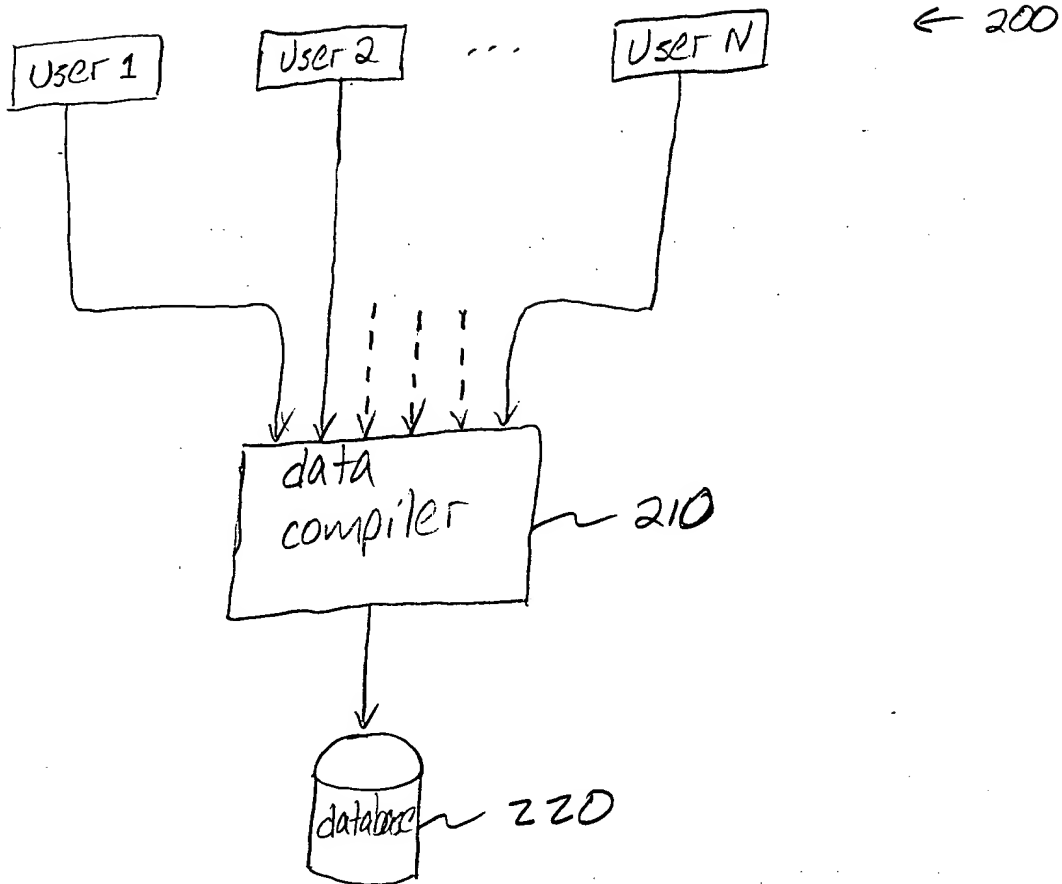 ← 200
User 1 User 2 ... User N
data
compiler
210
database
220